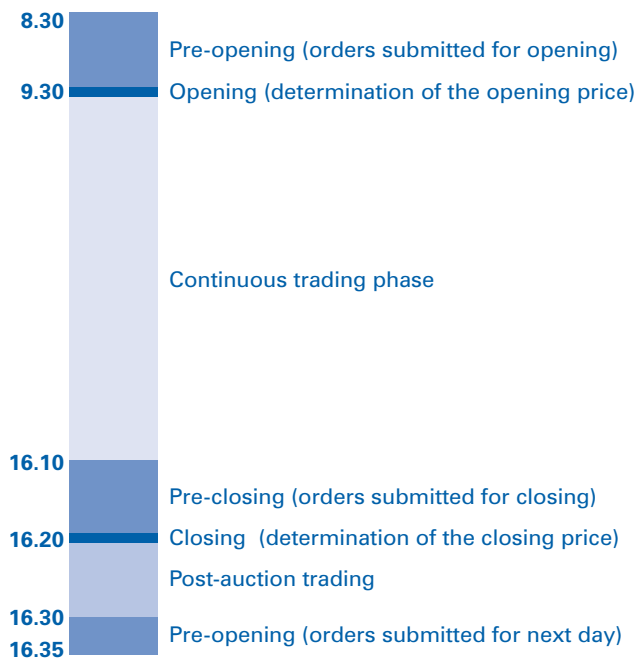 8.30
Pre-opening (orders submitted for opening)
9.30 Opening (determination of the opening price)
Continuous trading phase
16.10
Pre-closing (orders submitted for closing)
16.20 Closing (determination of the closing price)
Post-auction trading
16.30
Pre-opening (orders submitted for next day)
16.35